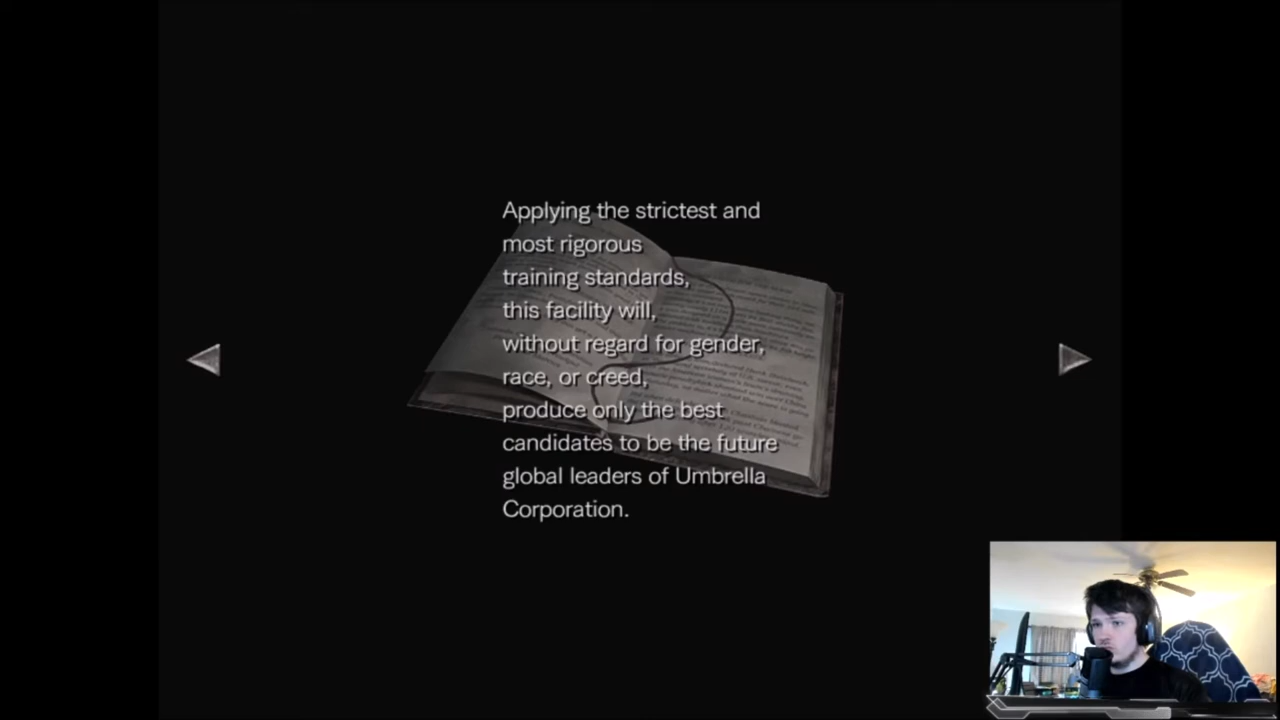 Applying the strictest and
most rigorous
training standards,
this facility will,
without regard for gender,
race, or creed,
produce only the best
candidates to be the future
global leaders of Umbrella
Corporation.